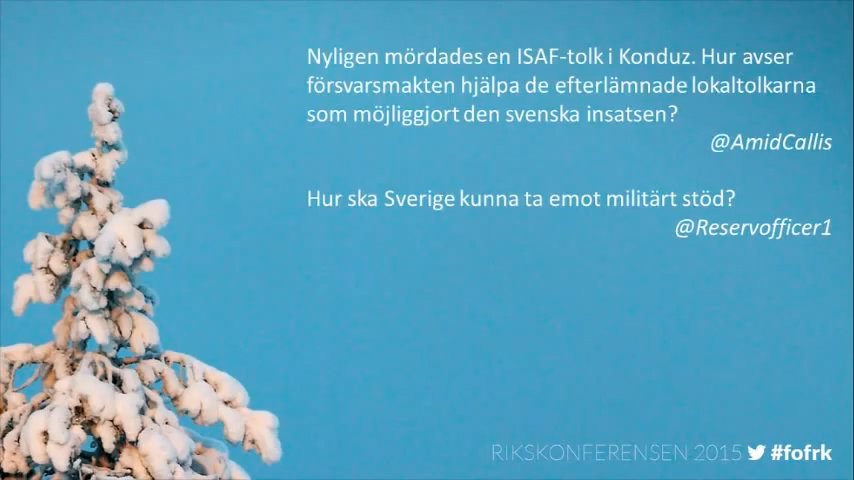 Nyligen mördades en ISAF-tolk i Konduz. Hur avser
försvarsmakten hjälpa de efterlämnade lokaltolkarna
som möjliggjort den svenska insatsen?
@AmidCallis
Hur ska Sverige kunna ta emot militärt stöd?
@Reservofficer1
RIKSKONFERENSEN 2015 #fofrk